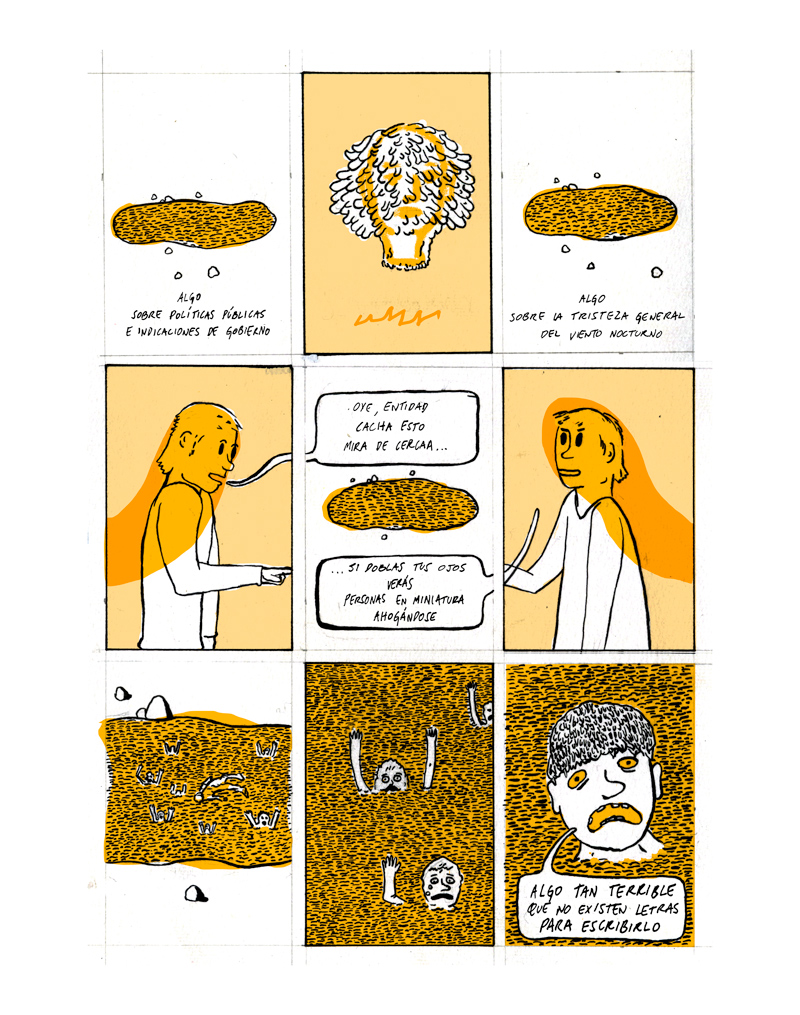 ALGO
SOBRE POLÍTICAS PÚBLICAS
E INDICACIONES DE GOBIERNO
ALGO
SOBRE LA TRISTEZA GENERAL
DEL VIENTO NOCTURNO
OYE, ENTIDAD
CACHA ESTO
MIRA DE CERCAA...
...SI DOBLAS TUS OJOS
VERÁS
PERSONAS EN MINIATURA
AHOGÁNDOSE
ALGO TAN TERRIBLE
QUE NO EXISTEN LETRAS
PARA ESCRIBIRLO